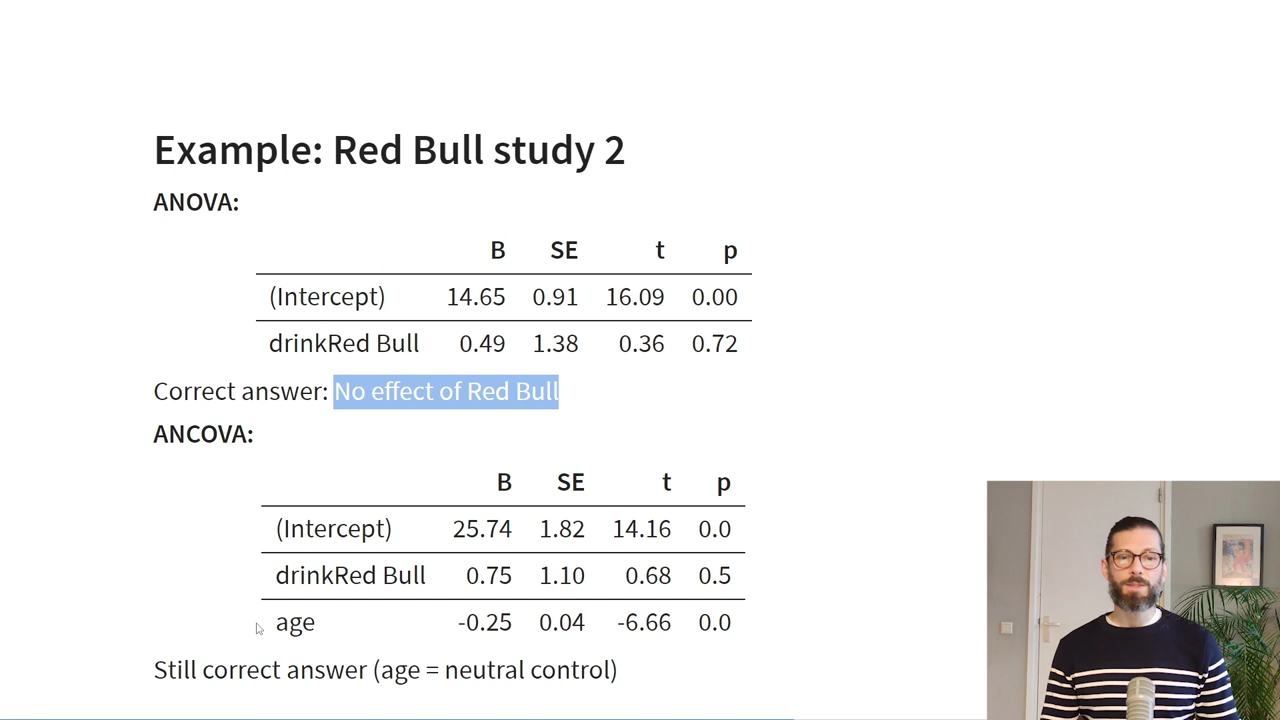 Example: Red Bull study 2
ANOVA:
B SE t p
(Intercept) 14.65 0.91 16.09 0.00
drinkRed Bull 0.49 1.38 0.36 0.72
Correct answer: No effect of Red Bull
ANCOVA:
B SE t p
(Intercept) 25.74 1.82 14.16 0.0
drinkRed Bull 0.75 1.10 0.68 0.5
age -0.25 0.04 -6.66 0.0
Still correct answer (age = neutral control)